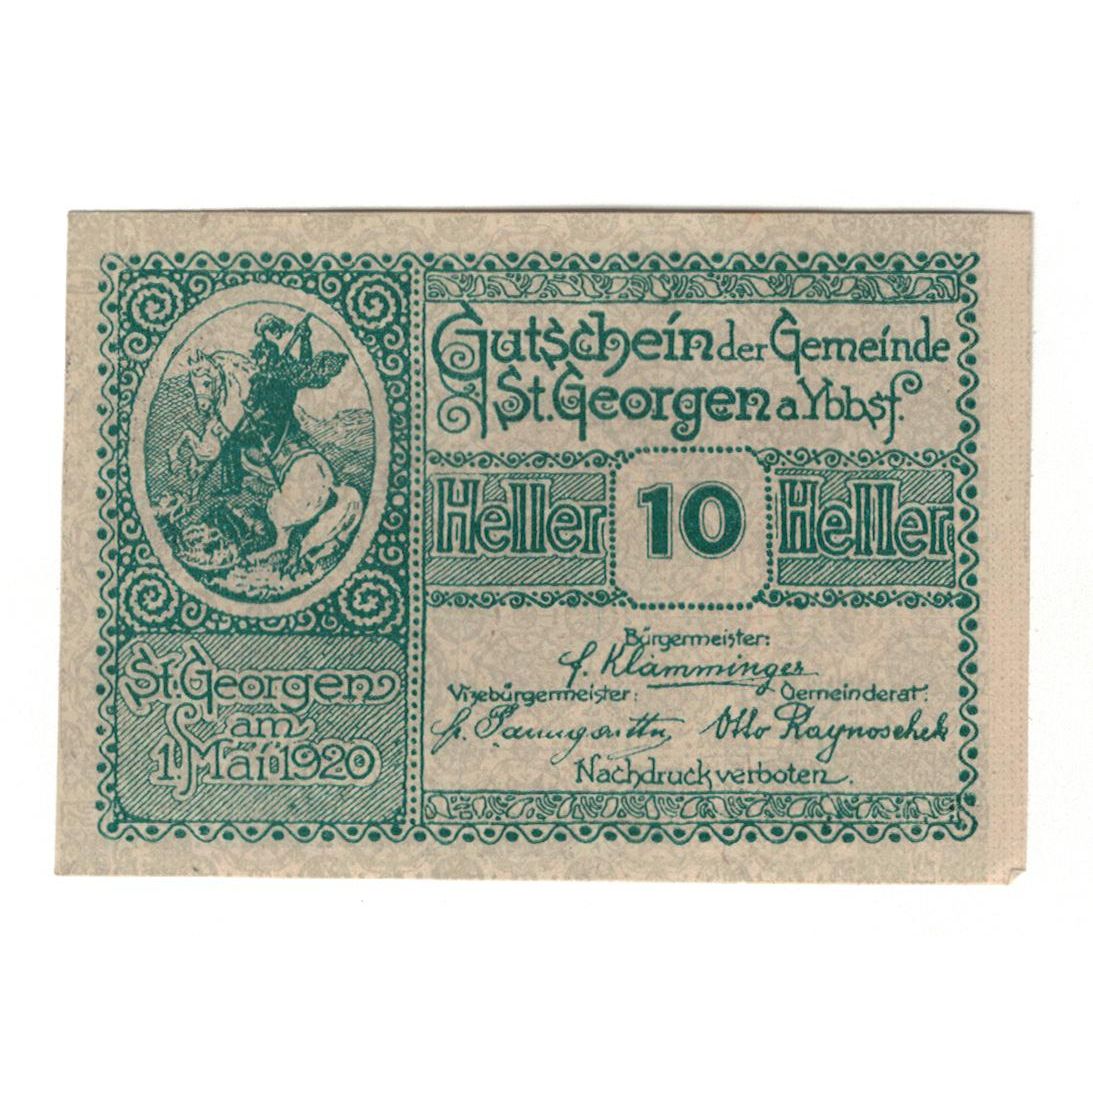 Gutschein der Gemeinde
St. Georgen a Ybbsf.
Heller 10 Heller
Bürgermeister:
f. Klamminger
Vizebürgermeister: Gemeinderat:
Otto Raynoschek
Nachdruck verboten.
St. Georgen
am
1. Mai 1920